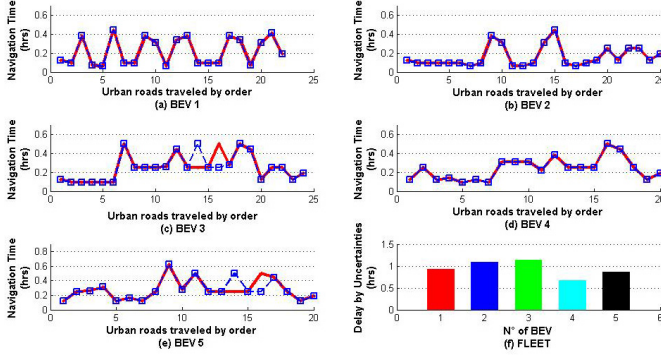 Navigation Time
(hrs)
0.6
0.4
0.2
0
0 5 10 15 20 25
Urban roads traveled by order
(a) BEV 1
Navigation Time
(hrs)
0.6
0.4
0.2
0
0 5 10 15 20 25
Urban roads traveled by order
(b) BEV 2
Navigation Time
(hrs)
0.6
0.4
0.2
0
0 5 10 15 20 25
Urban roads traveled by order
(c) BEV 3
Navigation Time
(hrs)
0.6
0.4
0.2
0
0 5 10 15 20
Urban roads traveled by order
(d) BEV 4
Navigation Time
(hrs)
0.8
0.6
0.4
0.2
0
0 5 10 15 20
Urban roads traveled by order
(e) BEV 5
Delay by Uncertainties
(hrs)
1.5
1
0.5
0
0 1 2 3 4 5 6
N° of BEV
(f) FLEET